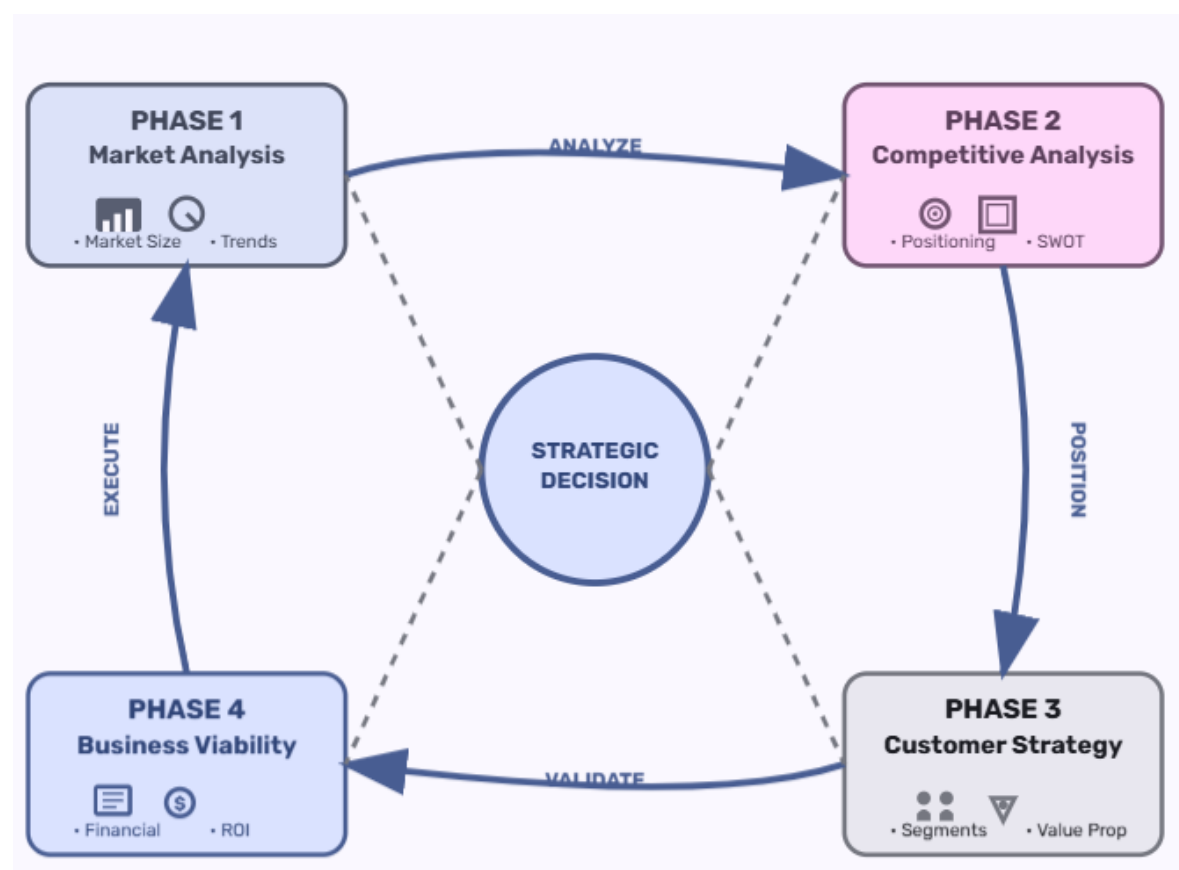 PHASE 1
Market Analysis
• Market Size • Trends
ANALYZE
PHASE 2
Competitive Analysis
• Positioning • SWOT
EXECUTE
STRATEGIC
DECISION
POSITION
PHASE 4
Business Viability
$
• Financial • ROI
VALIDATE
PHASE 3
Customer Strategy
• Segments • Value Prop